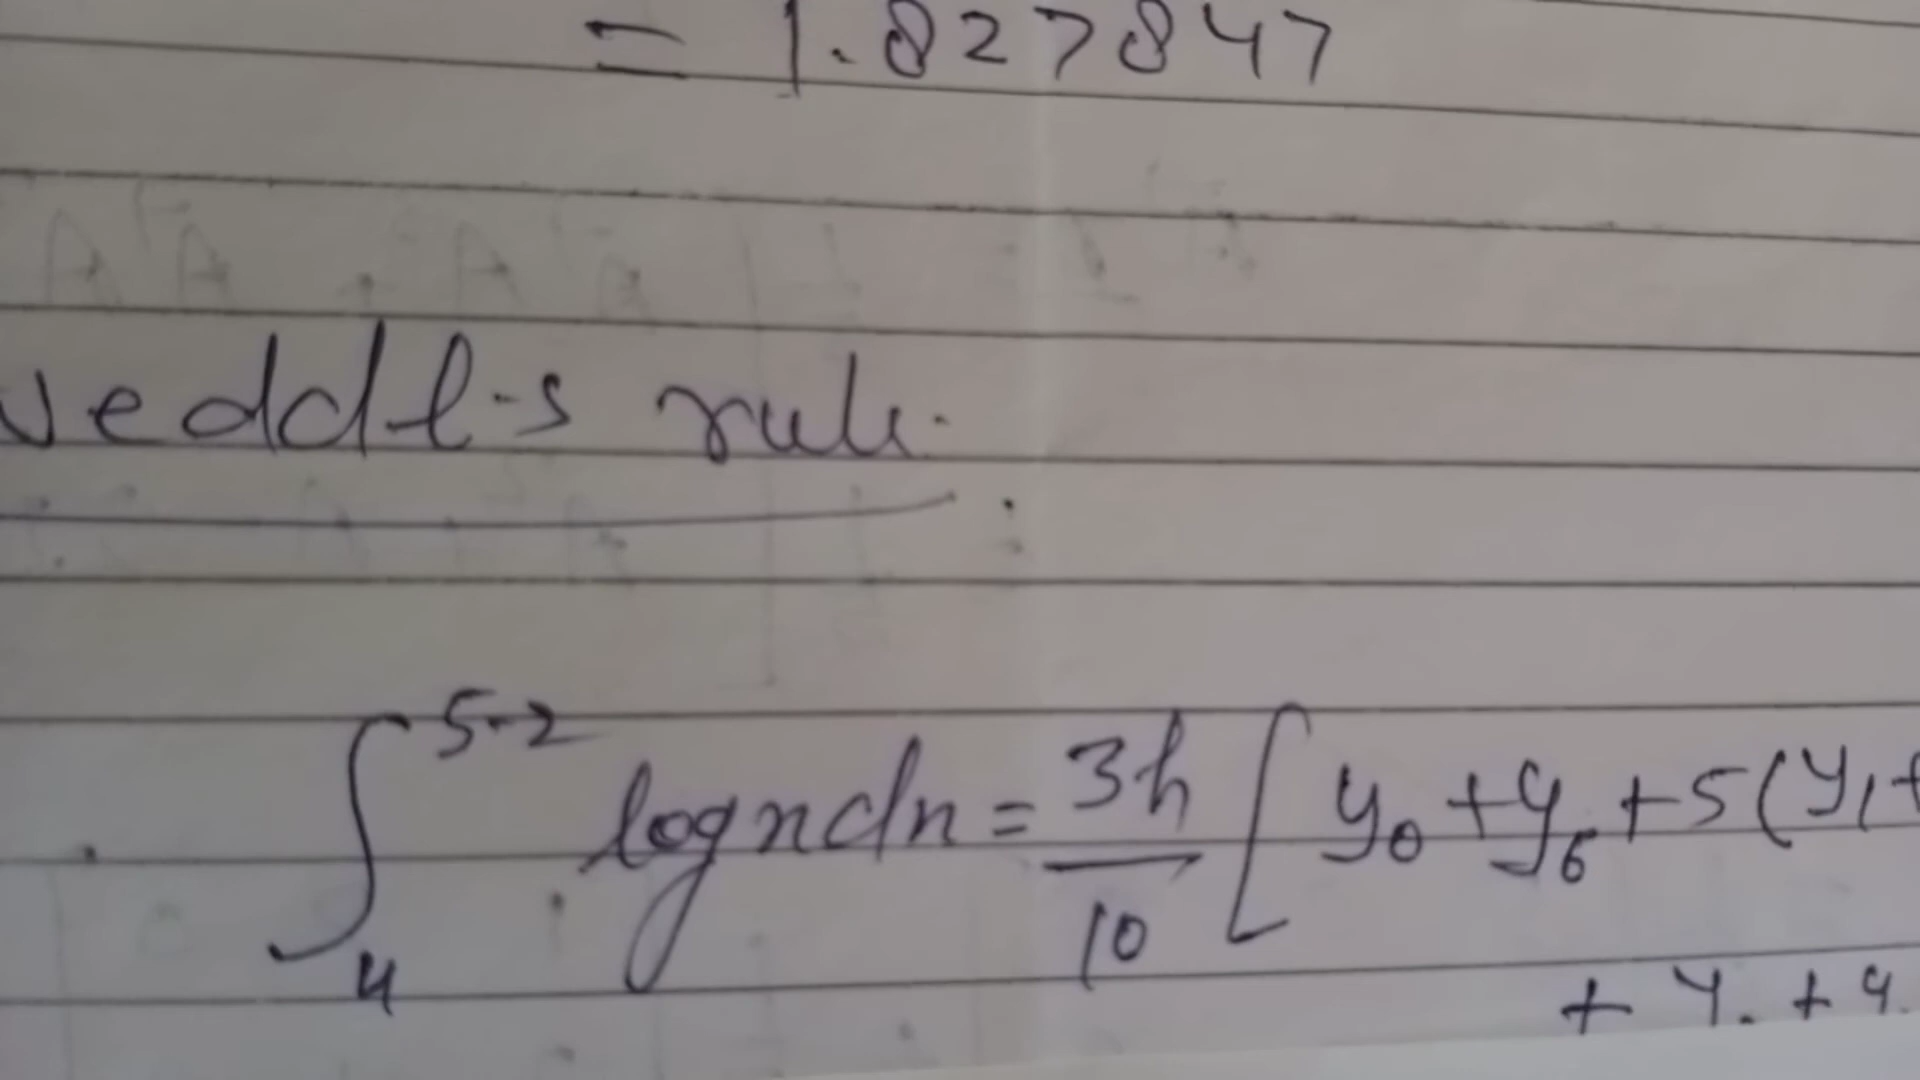 = 1.827847
weddle's rule.
∫₄^5.2 log x dx = 3h/10 [ y₀ + y₆ + 5(y₁ +
+ y. + y.